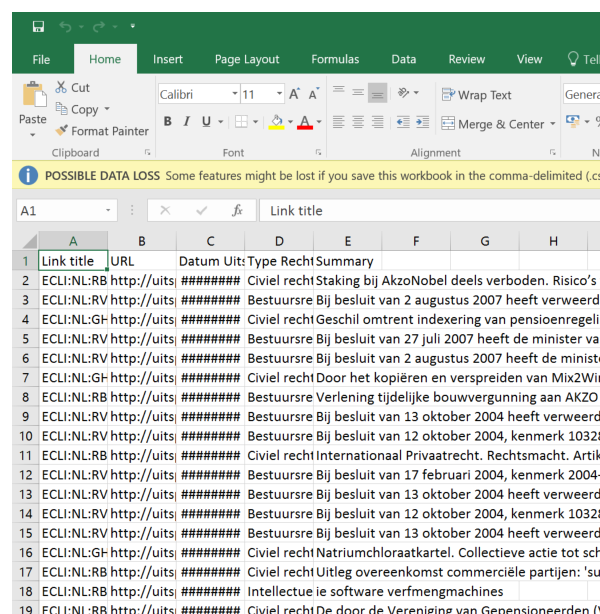 File Home Insert Page Layout Formulas Data Review View Tell
Cut
Copy
Format Painter
Paste
Clipboard
Calibri 11
B I U
Font
Wrap Text
Merge & Center
Alignment
Genera
POSSIBLE DATA LOSS Some features might be lost if you save this workbook in the comma-delimited (.cs
A1 fx Link title
A B C D E F G H
1 Link title URL Datum Uits Type Recht Summary
2 ECLI:NL:RB http://uits ######## Civiel recht Staking bij AkzoNobel deels verboden. Risico's
3 ECLI:NL:RV http://uits ######## Bestuursre Bij besluit van 2 augustus 2007 heeft verweerd
4 ECLI:NL:GH http://uits ######## Civiel recht Geschil omtrent indexering van pensioenregeli
5 ECLI:NL:RV http://uits ######## Bestuursre Bij besluit van 27 juli 2007 heeft de minister va
6 ECLI:NL:RV http://uits ######## Bestuursre Bij besluit van 2 augustus 2007 heeft de minist
7 ECLI:NL:GH http://uits ######## Civiel recht Door het kopiëren en verspreiden van Mix2Wi
8 ECLI:NL:RB http://uits ######## Bestuursre Verlening tijdelijke bouwvergunning aan AKZO
9 ECLI:NL:RV http://uits ######## Bestuursre Bij besluit van 13 oktober 2004 heeft verweerd
10 ECLI:NL:RV http://uits ######## Bestuursre Bij besluit van 12 oktober 2004, kenmerk 1032
11 ECLI:NL:RB http://uits ######## Civiel recht Internationaal Privaatrecht. Rechtsmacht. Artik
12 ECLI:NL:RV http://uits ######## Bestuursre Bij besluit van 17 februari 2004, kenmerk 2004-
13 ECLI:NL:RV http://uits ######## Bestuursre Bij besluit van 13 oktober 2004 heeft verweerd
14 ECLI:NL:RV http://uits ######## Bestuursre Bij besluit van 12 oktober 2004, kenmerk 1032
15 ECLI:NL:RV http://uits ######## Bestuursre Bij besluit van 13 oktober 2004 heeft verweerd
16 ECLI:NL:GH http://uits ######## Civiel recht Natriumchloraatkartel. Collectieve actie tot sch
17 ECLI:NL:RB http://uits ######## Civiel recht Uitleg overeenkomst commerciële partijen: 'su
18 ECLI:NL:RB http://uits ######## Intellectue ie software verfmengmachines
19 ECLI:NL:RB http://uits ######## Civiel recht De door de Vereniging van Gepensioneerden (V